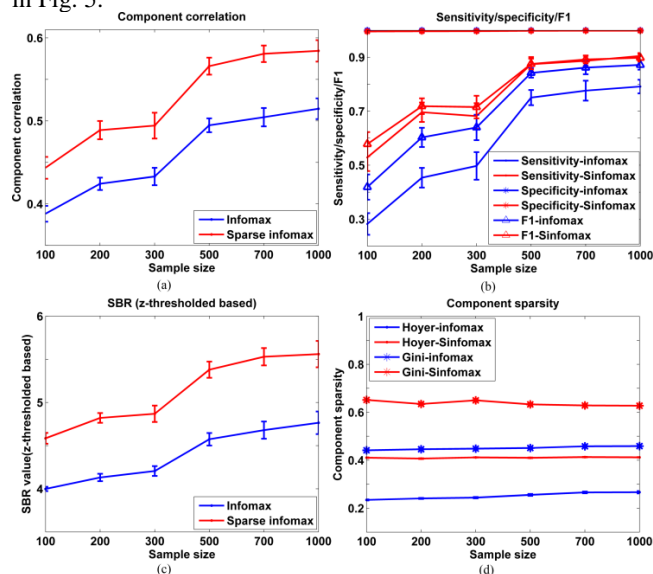 in Fig. 5.
Component correlation
0.6
0.5
0.4
Component correlation
Infomax
Sparse infomax
100 200 300 500 700 1000
Sample size
(a)
Sensitivity/specificity/F1
0.9
0.7
0.5
0.3
Sensitivity/specificity/F1
Sensitivity-infomax
Sensitivity-Sinfomax
Specificity-infomax
Specificity-Sinfomax
F1-infomax
F1-Sinfomax
100 200 300 500 700 1000
Sample size
(b)
SBR (z-thresholded based)
6
5
4
SBR value(z-thresholded based)
Infomax
Sparse infomax
100 200 300 500 700 1000
Sample size
(c)
Component sparsity
1
0.8
0.6
0.4
0.2
Component sparsity
Hoyer-infomax
Hoyer-Sinfomax
Gini-infomax
Gini-Sinfomax
100 200 300 500 700 1000
Sample size
(d)